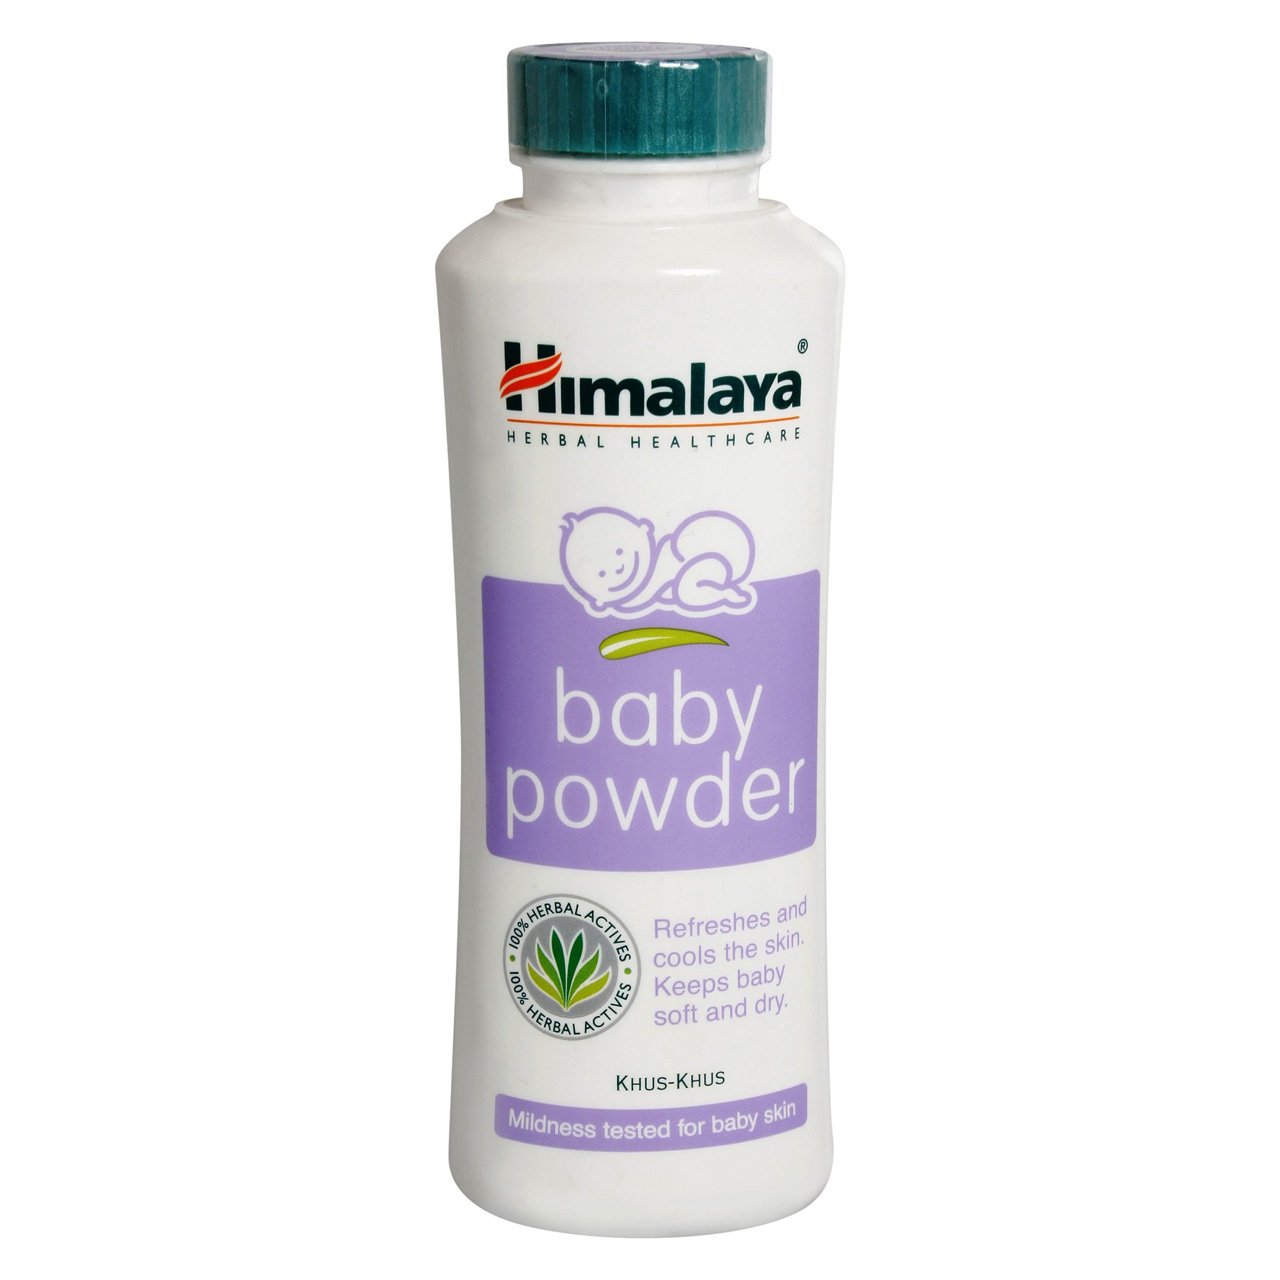 Himalaya®
HERBAL HEALTHCARE
baby
powder
100% HERBAL ACTIVES
100% HERBAL ACTIVES
Refreshes and
cools the skin.
Keeps baby
soft and dry.
KHUS-KHUS
Mildness tested for baby skin